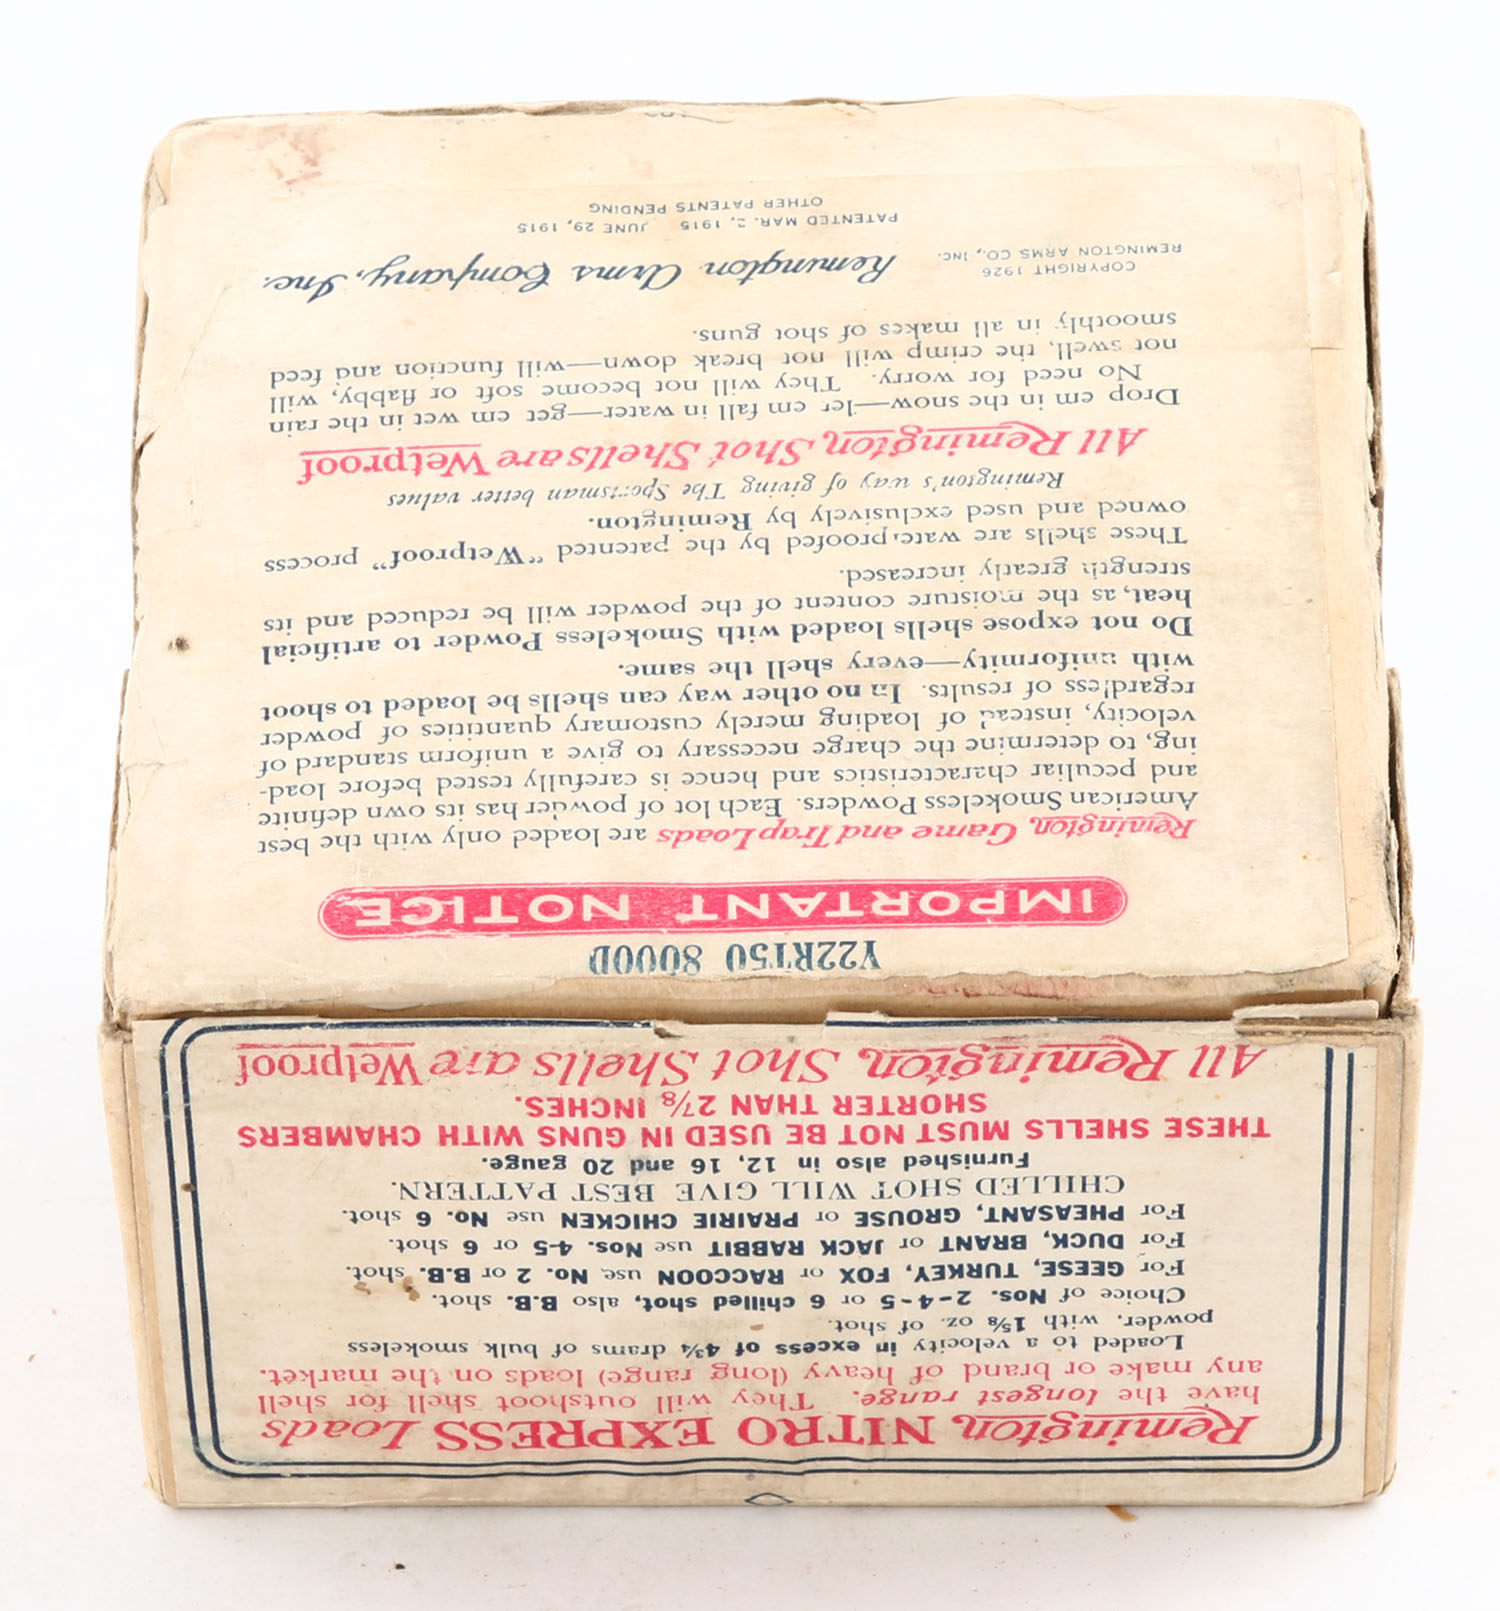 Remington NITRO EXPRESS Loads
have the longest range. They will outshoot shell for shell
any make or brand of heavy (long range) loads on the market.
Loaded to a velocity in excess of 4¾ drams of bulk smokeless
powder, with 1⅝ oz. of shot.
Choice of Nos. 2-4-5 or 6 chilled shot, also B.B. shot.
For GEESE, TURKEY, FOX or RACCOON use No. 2 or B.B. shot.
For DUCK, BRANT or JACK RABBIT use Nos. 4-5 or 6 shot.
For PHEASANT, GROUSE or PRAIRIE CHICKEN use No. 6 shot.
CHILLED SHOT WILL GIVE BEST PATTERN.
Furnished also in 12, 16 and 20 gauge.
THESE SHELLS MUST NOT BE USED IN GUNS WITH CHAMBERS
SHORTER THAN 2⅞ INCHES.
All Remington Shot Shells are Wetproof
Y22RT50 8000D
IMPORTANT NOTICE
Remington Game and Trap Loads are loaded only with the best
American Smokeless Powders. Each lot of powder has its own definite
and peculiar characteristics and hence is carefully tested before load-
ing, to determine the charge necessary to give a uniform standard of
velocity, instead of loading merely customary quantities of powder
regardless of results. In no other way can shells be loaded to shoot
with uniformity—every shell the same.
Do not expose shells loaded with Smokeless Powder to artificial
heat, as the moisture content of the powder will be reduced and its
strength greatly increased.
These shells are waterproofed by the patented "Wetproof" process
owned and used exclusively by Remington.
Remington's way of giving The Sportsman better values
All Remington Shot Shells are Wetproof
Drop em in the snow—let em fall in water—get em wet in the rain
No need for worry. They will not become soft or flabby, will
not swell, the crimp will not break down—will function and feed
smoothly in all makes of shot guns.
COPYRIGHT 1926
REMINGTON ARMS CO., INC.
Remington Arms Company, Inc.
PATENTED MAR. 2, 1915 JUNE 29, 1915
OTHER PATENTS PENDING